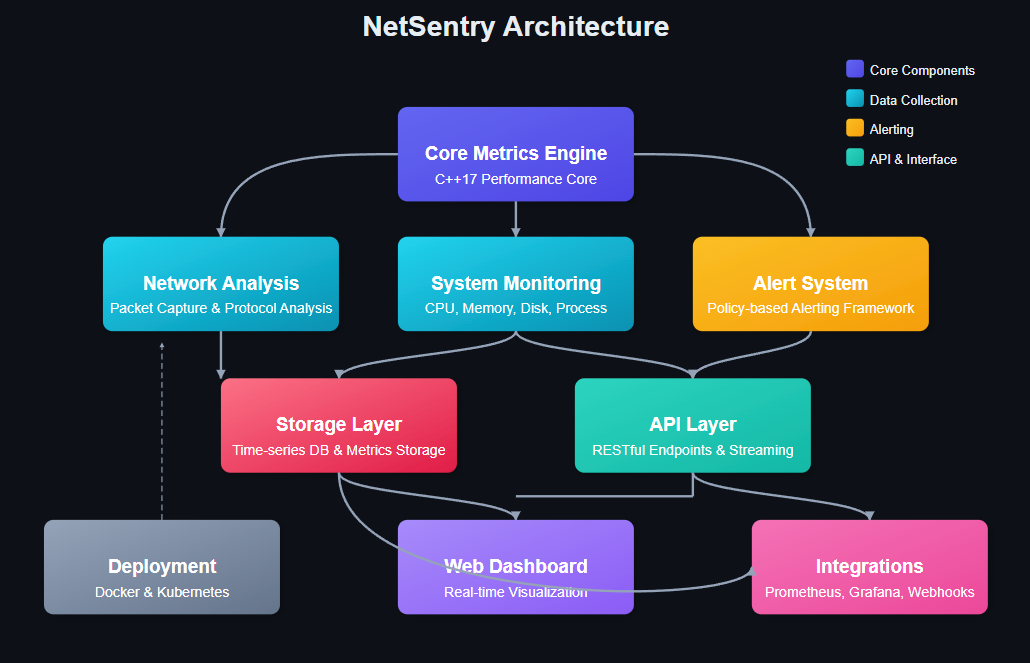 NetSentry Architecture
Core Components
Data Collection
Alerting
API & Interface
Core Metrics Engine
C++17 Performance Core
Network Analysis
Packet Capture & Protocol Analysis
System Monitoring
CPU, Memory, Disk, Process
Alert System
Policy-based Alerting Framework
Storage Layer
Time-series DB & Metrics Storage
API Layer
RESTful Endpoints & Streaming
Deployment
Docker & Kubernetes
Web Dashboard
Real-time Visualization
Integrations
Prometheus, Grafana, Webhooks